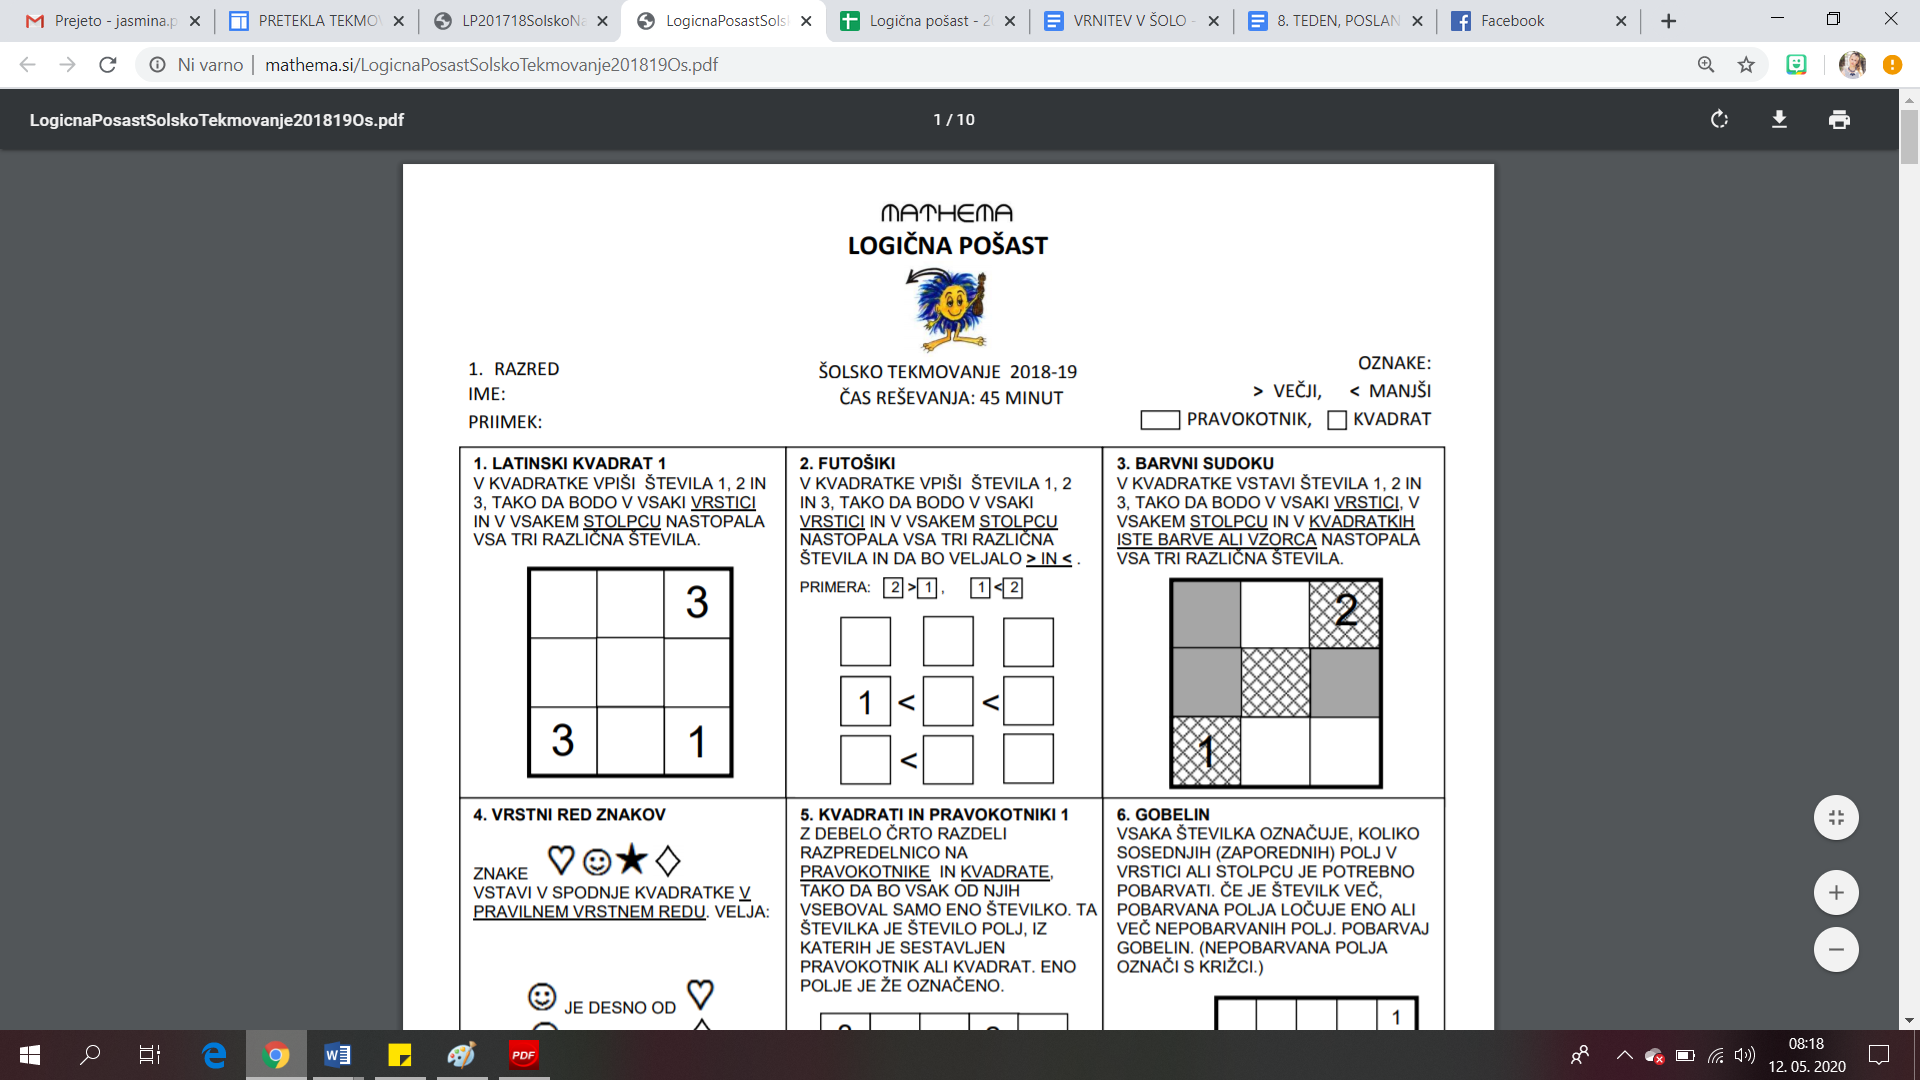 Prejeto - jasmina.p
PRETEKLA TEKMOV
LP201718SolskoNa
LogicnaPosastSols
Logična pošast - 20
VRNITEV V ŠOLO -
8. TEDEN, POSLAN
Facebook
Ni varno | mathema.si/LogicnaPosastSolskoTekmovanje201819Os.pdf
LogicnaPosastSolskoTekmovanje201819Os.pdf
1 / 10
MATHEMA
LOGIČNA POŠAST
1. RAZRED
IME:
PRIIMEK:
ŠOLSKO TEKMOVANJE 2018-19
ČAS REŠEVANJA: 45 MINUT
OZNAKE:
> VEČJI, < MANJŠI
PRAVOKOTNIK, KVADRAT
1. LATINSKI KVADRAT 1
V KVADRATKE VPIŠI ŠTEVILA 1, 2 IN
3, TAKO DA BODO V VSAKI VRSTICI
IN V VSAKEM STOLPCU NASTOPALA
VSA TRI RAZLIČNA ŠTEVILA.
3
3 1
2. FUTOŠIKI
V KVADRATKE VPIŠI ŠTEVILA 1, 2
IN 3, TAKO DA BODO V VSAKI
VRSTICI IN V VSAKEM STOLPCU
NASTOPALA VSA TRI RAZLIČNA
ŠTEVILA IN DA BO VELJALO > IN < .
PRIMERA: 2 > 1 , 1 < 2
1 < <
<
3. BARVNI SUDOKU
V KVADRATKE VSTAVI ŠTEVILA 1, 2 IN
3, TAKO DA BODO V VSAKI VRSTICI, V
VSAKEM STOLPCU IN V KVADRATKIH
ISTE BARVE ALI VZORCA NASTOPALA
VSA TRI RAZLIČNA ŠTEVILA.
2
1
4. VRSTNI RED ZNAKOV
ZNAKE
VSTAVI V SPODNJE KVADRATKE V
PRAVILNEM VRSTNEM REDU. VELJA:
JE DESNO OD
5. KVADRATI IN PRAVOKOTNIKI 1
Z DEBELO ČRTO RAZDELI
RAZPREDELNICO NA
PRAVOKOTNIKE IN KVADRATE,
TAKO DA BO VSAK OD NJIH
VSEBOVAL SAMO ENO ŠTEVILKO. TA
ŠTEVILKA JE ŠTEVILO POLJ, IZ
KATERIH JE SESTAVLJEN
PRAVOKOTNIK ALI KVADRAT. ENO
POLJE JE ŽE OZNAČENO.
6. GOBELIN
VSAKA ŠTEVILKA OZNAČUJE, KOLIKO
SOSEDNJIH (ZAPOREDNIH) POLJ V
VRSTICI ALI STOLPCU JE POTREBNO
POBARVATI. ČE JE ŠTEVILK VEČ,
POBARVANA POLJA LOČUJE ENO ALI
VEČ NEPOBARVANIH POLJ. POBARVAJ
GOBELIN. (NEPOBARVANA POLJA
OZNAČI S KRIŽCI.)
1
PDF
08:18
12. 05. 2020